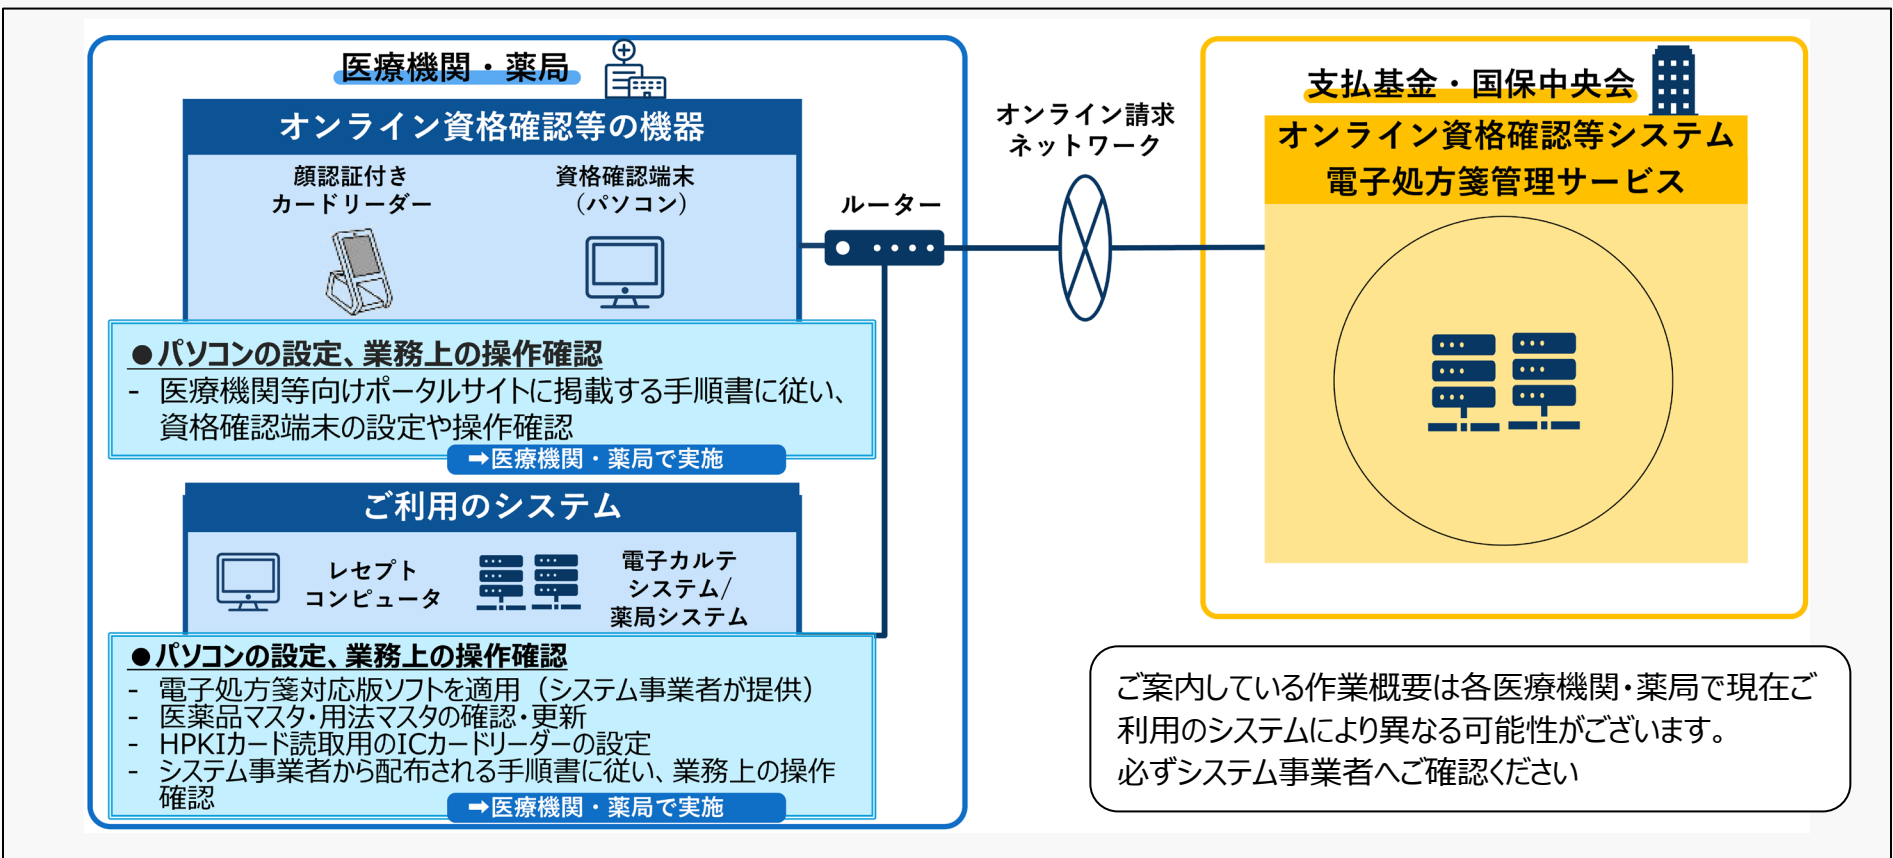 医療機関・薬局
オンライン資格確認等の機器
顔認証付き
カードリーダー
資格確認端末
（パソコン）
●パソコンの設定、業務上の操作確認
- 医療機関等向けポータルサイトに掲載する手順書に従い、
資格確認端末の設定や操作確認
➡医療機関・薬局で実施
ご利用のシステム
レセプト
コンピュータ
電子カルテ
システム/
薬局システム
●パソコンの設定、業務上の操作確認
- 電子処方箋対応版ソフトを適用（システム事業者が提供）
- 医薬品マスタ・用法マスタの確認・更新
- HPKIカード読取用のICカードリーダーの設定
- システム事業者から配布される手順書に従い、業務上の操作
確認
➡医療機関・薬局で実施
ルーター
オンライン請求
ネットワーク
支払基金・国保中央会
オンライン資格確認等システム
電子処方箋管理サービス
ご案内している作業概要は各医療機関・薬局で現在ご
利用のシステムにより異なる可能性がございます。
必ずシステム事業者へご確認ください